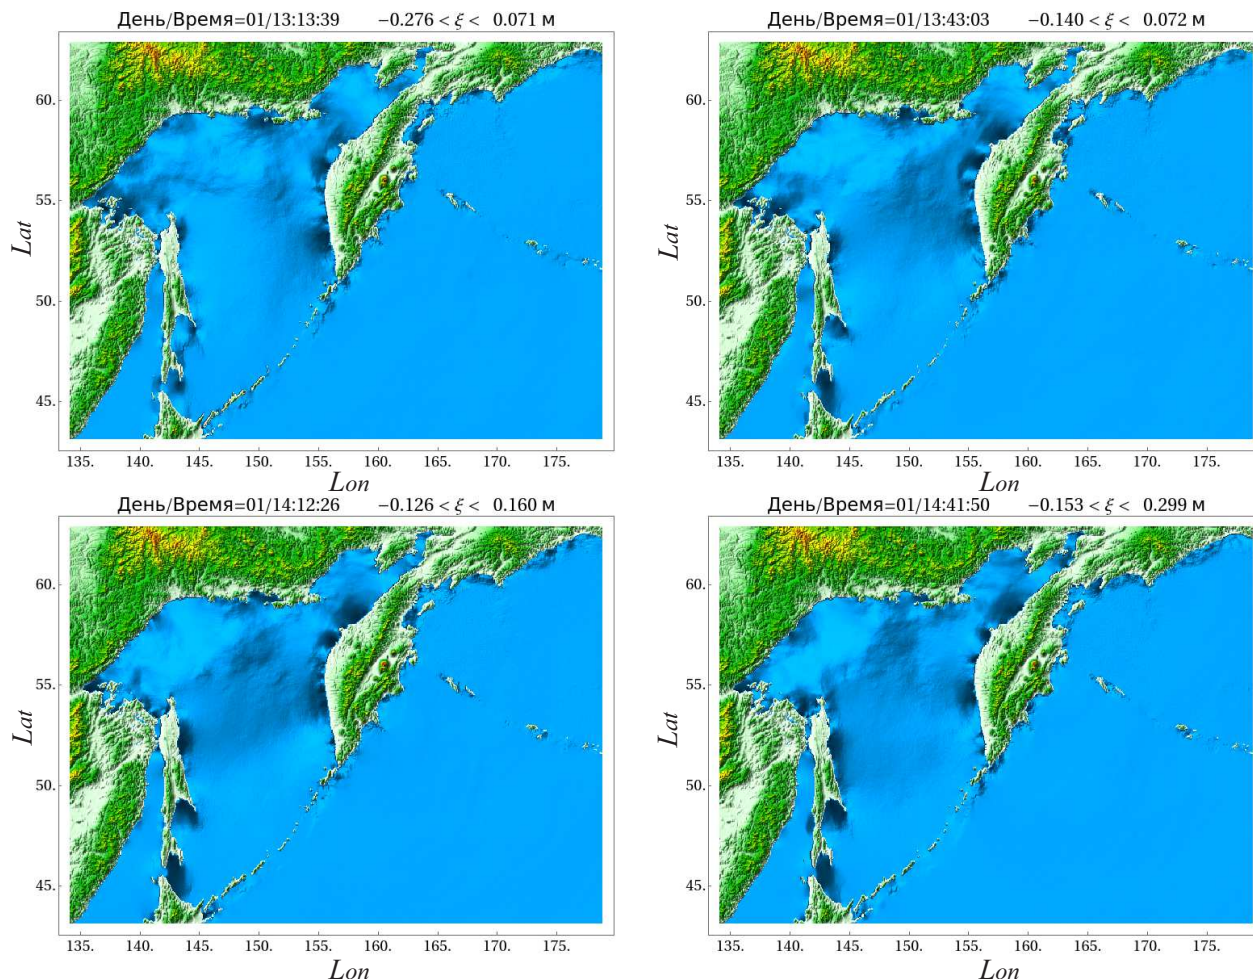 День/Время=01/13:13:39 −0.276 < ξ < 0.071 м
60.
55.
50.
45.
Lat
135. 140. 145. 150. 155. 160. 165. 170. 175.
Lon
День/Время=01/13:43:03 −0.140 < ξ < 0.072 м
60.
55.
50.
45.
Lat
135. 140. 145. 150. 155. 160. 165. 170. 175.
Lon
День/Время=01/14:12:26 −0.126 < ξ < 0.160 м
60.
55.
50.
45.
Lat
135. 140. 145. 150. 155. 160. 165. 170. 175.
Lon
День/Время=01/14:41:50 −0.153 < ξ < 0.299 м
60.
55.
50.
45.
Lat
135. 140. 145. 150. 155. 160. 165. 170. 175.
Lon